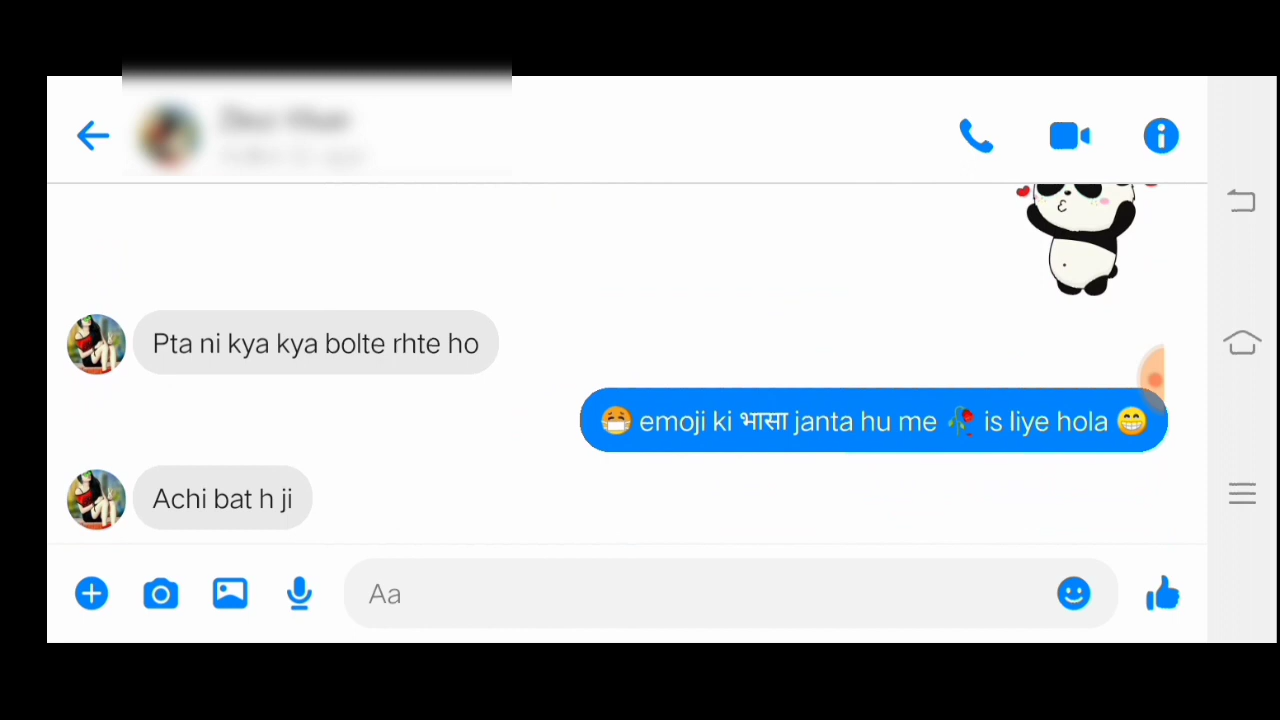 Pta ni kya kya bolte rhte ho
😷 emoji ki भासा janta hu me 🥀 is liye hola 😁
Achi bat h ji
Aa